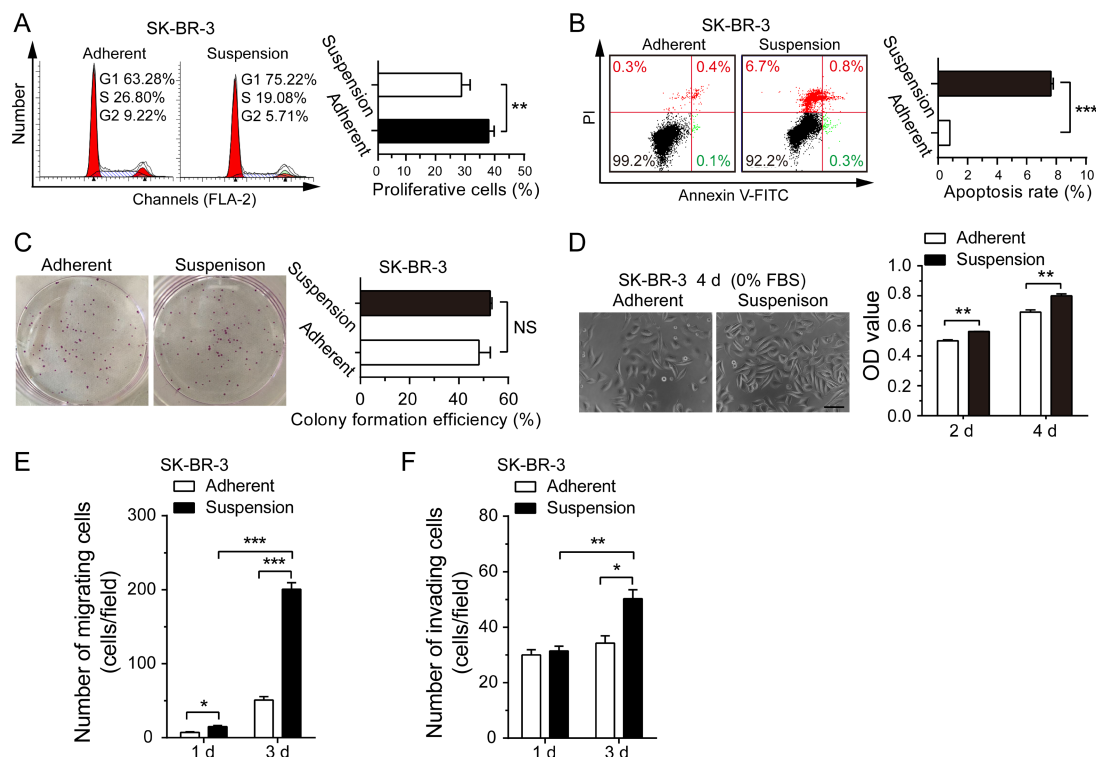 A
SK-BR-3
Adherent
Suspension
G1 63.28%
S 26.80%
G2 9.22%
G1 75.22%
S 19.08%
G2 5.71%
Number
Channels (FLA-2)
Suspension
Adherent
**
0 10 20 30 40 50
Proliferative cells (%)
B
SK-BR-3
Adherent
Suspension
0.3%
0.4%
99.2%
0.1%
6.7%
0.8%
92.2%
0.3%
PI
Annexin V-FITC
Suspension
Adherent
***
0 2 4 6 8 10
Apoptosis rate (%)
C
Adherent
Suspenison
SK-BR-3
Suspension
Adherent
NS
0 20 40 60
Colony formation efficiency (%)
D
SK-BR-3 4 d (0% FBS)
Adherent
Suspenison
Adherent
Suspension
OD value
1.0
0.8
0.6
0.4
0.2
0.0
**
**
2 d
4 d
E
SK-BR-3
Adherent
Suspension
Number of migrating cells
(cells/field)
300
200
100
0
***
***
*
1 d
3 d
F
SK-BR-3
Adherent
Suspension
Number of invading cells
(cells/field)
80
60
40
20
0
**
*
1 d
3 d